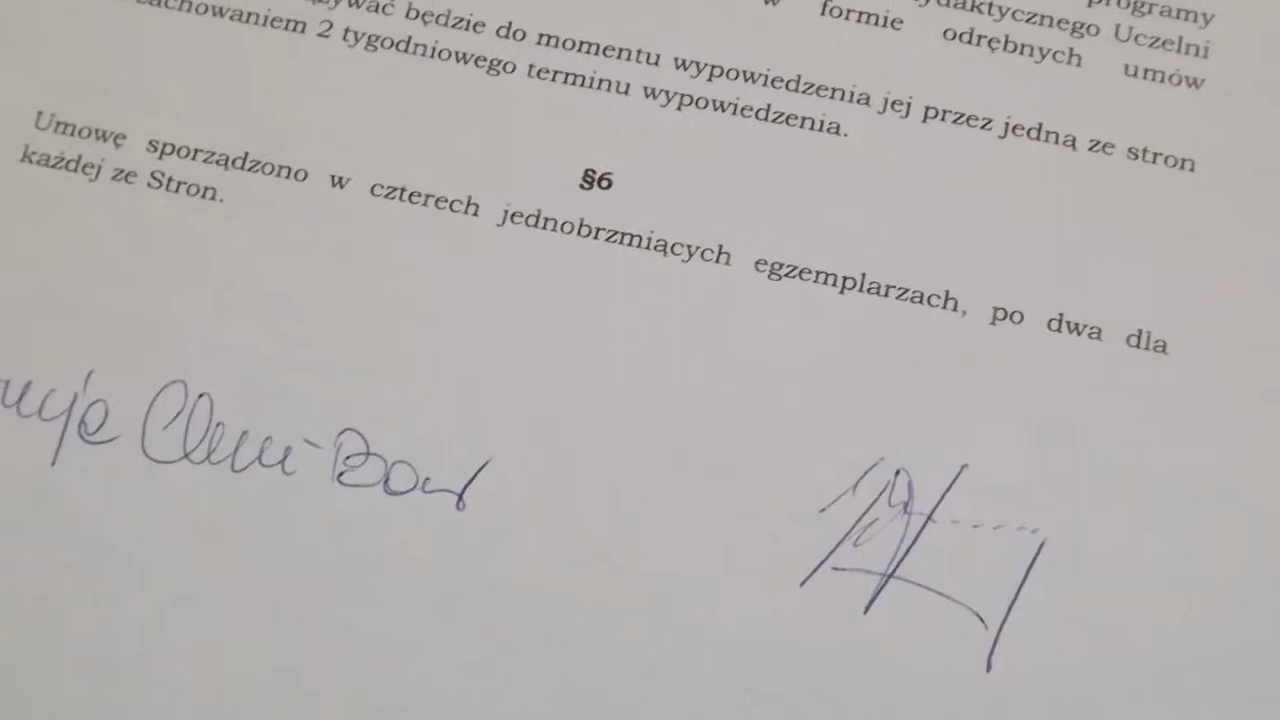 programy
dydaktycznego Uczelni
w formie odrębnych umów
będzie do momentu wypowiedzenia jej przez jedną ze stron
zachowaniem 2 tygodniowego terminu wypowiedzenia.
§6
Umowę sporządzono w czterech jednobrzmiących egzemplarzach, po dwa dla
każdej ze Stron.